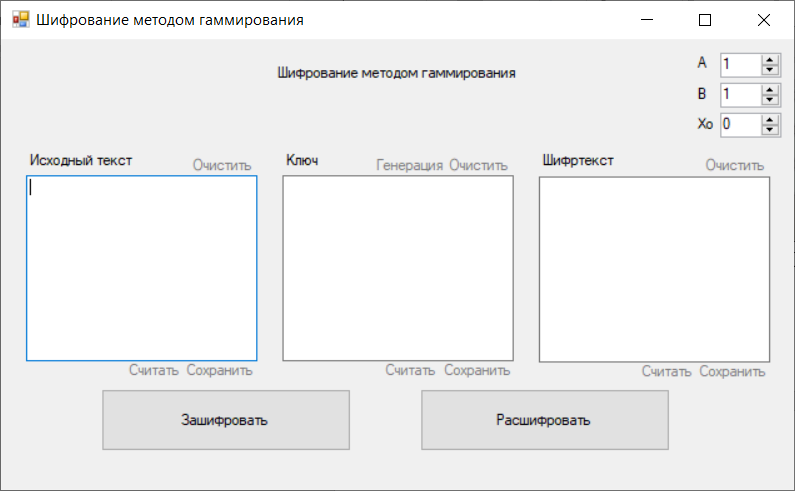 Шифрование методом гаммирования
Шифрование методом гаммирования
A 1
B 1
Xo 0
Исходный текст Очистить
Ключ Генерация Очистить
Шифртекст Очистить
Считать Сохранить
Считать Сохранить
Считать Сохранить
Зашифровать
Расшифровать